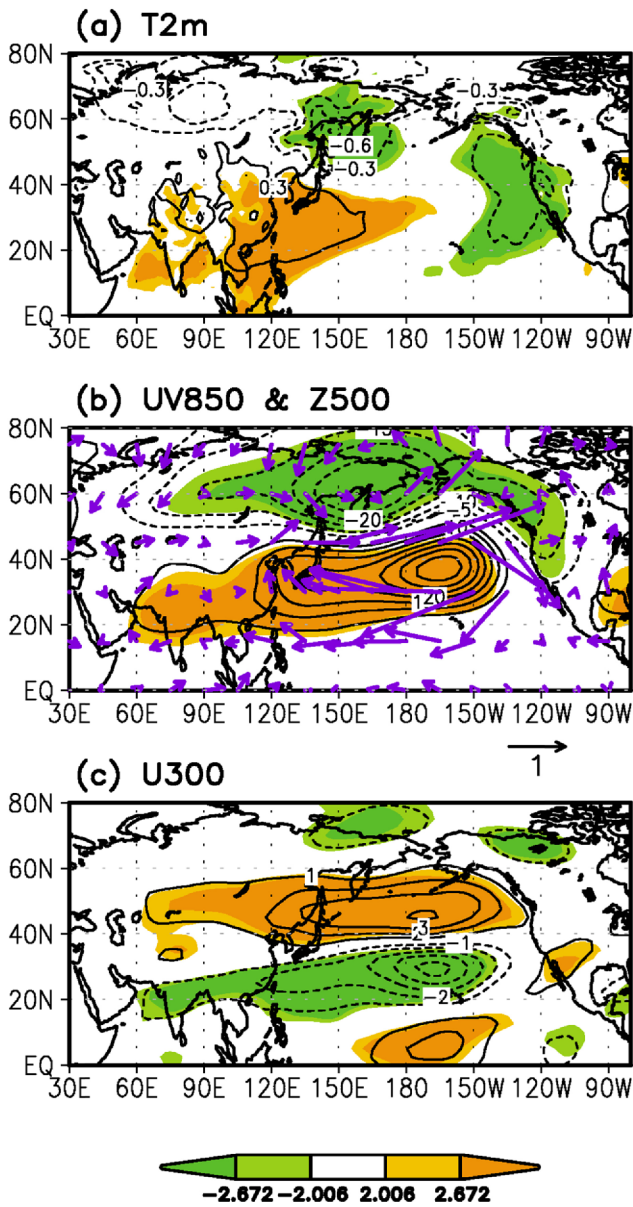 (a) T2m
80N
60N
40N
20N
EQ
-0.3
-0.3
-0.6
-0.3
0.3
30E 60E 90E 120E 150E 180 150W 120W 90W
(b) UV850 & Z500
80N
60N
40N
20N
EQ
-5
-20
120
30E 60E 90E 120E 150E 180 150W 120W 90W
1
(c) U300
80N
60N
40N
20N
EQ
1
3
-1
-2
30E 60E 90E 120E 150E 180 150W 120W 90W
-2.672 -2.006 2.006 2.672